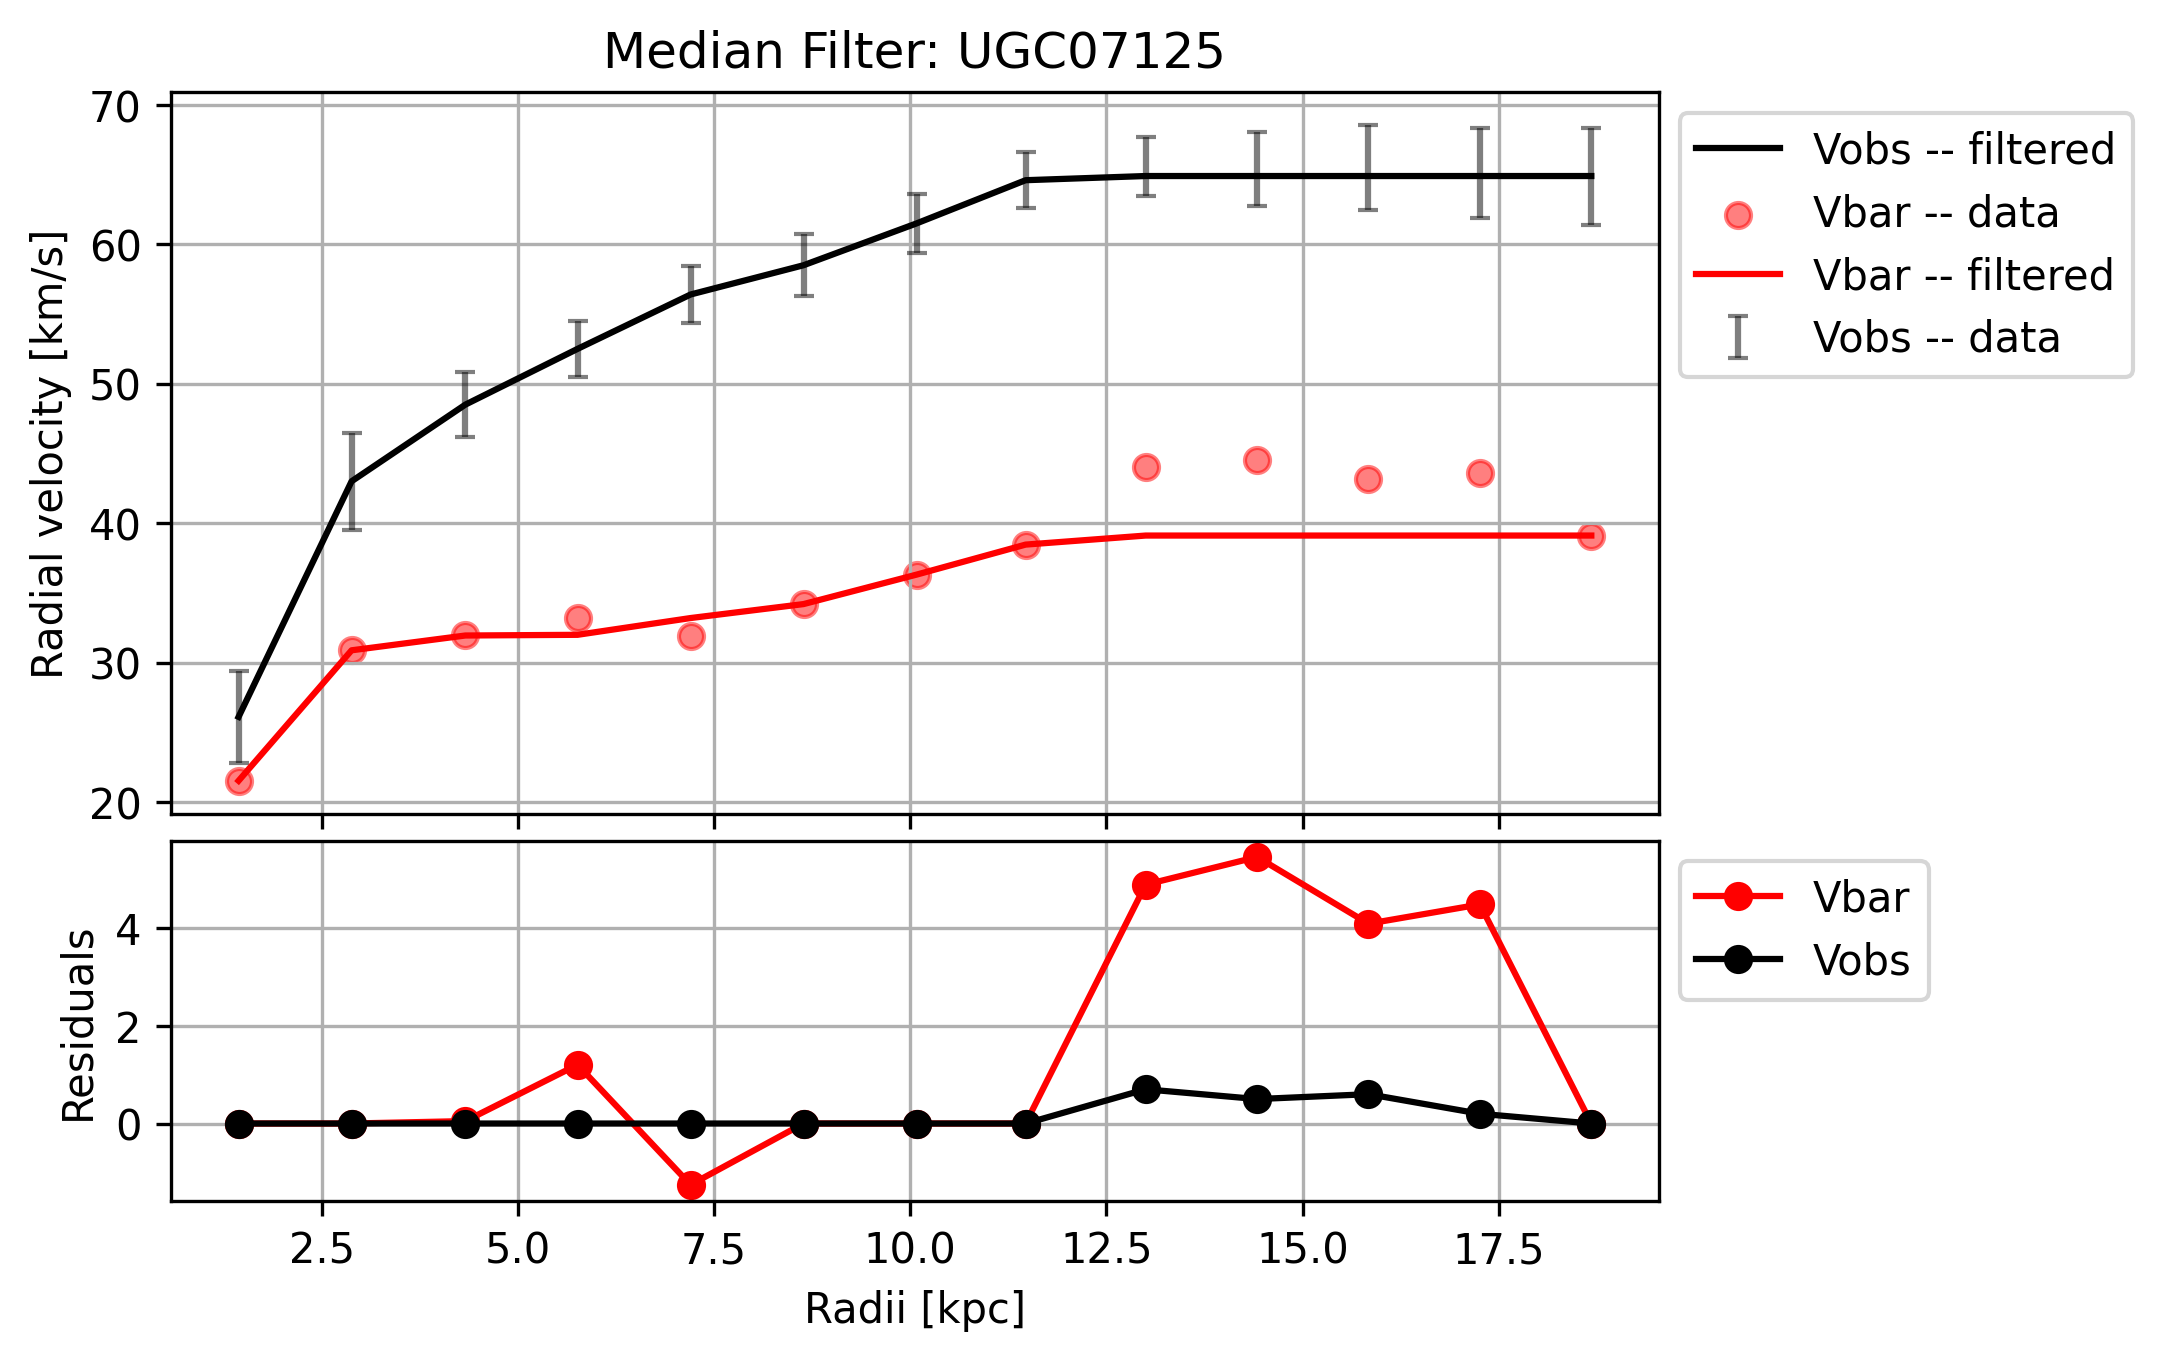 Median Filter: UGC07125
70
60
50
40
30
20
Radial velocity [km/s]
Vobs -- filtered
Vbar -- data
Vbar -- filtered
Vobs -- data
4
2
0
Residuals
Vbar
Vobs
2.5 5.0 7.5 10.0 12.5 15.0 17.5
Radii [kpc]